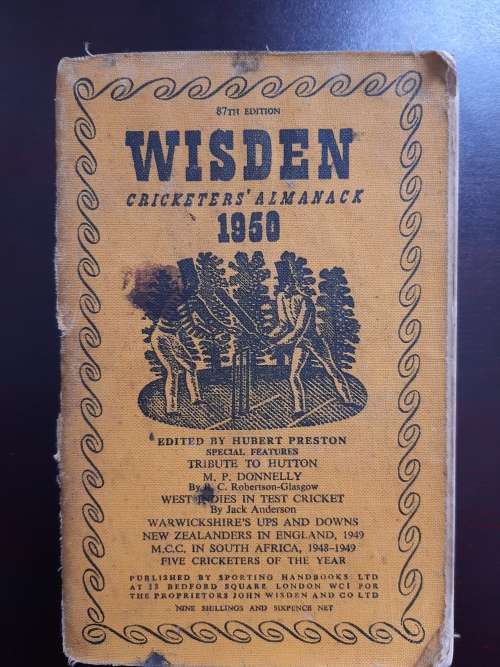 87TH EDITION
WISDEN
CRICKETERS' ALMANACK
1950
EDITED BY HUBERT PRESTON
SPECIAL FEATURES
TRIBUTE TO HUTTON
M. P. DONNELLY
By R. C. Robertson-Glasgow
WEST INDIES IN TEST CRICKET
By Jack Anderson
WARWICKSHIRE'S UPS AND DOWNS
NEW ZEALANDERS IN ENGLAND, 1949
M.C.C. IN SOUTH AFRICA, 1948-1949
FIVE CRICKETERS OF THE YEAR
PUBLISHED BY SPORTING HANDBOOKS LTD
AT 13 BEDFORD SQUARE LONDON WC1 FOR
THE PROPRIETORS JOHN WISDEN AND CO LTD
NINE SHILLINGS AND SIXPENCE NET